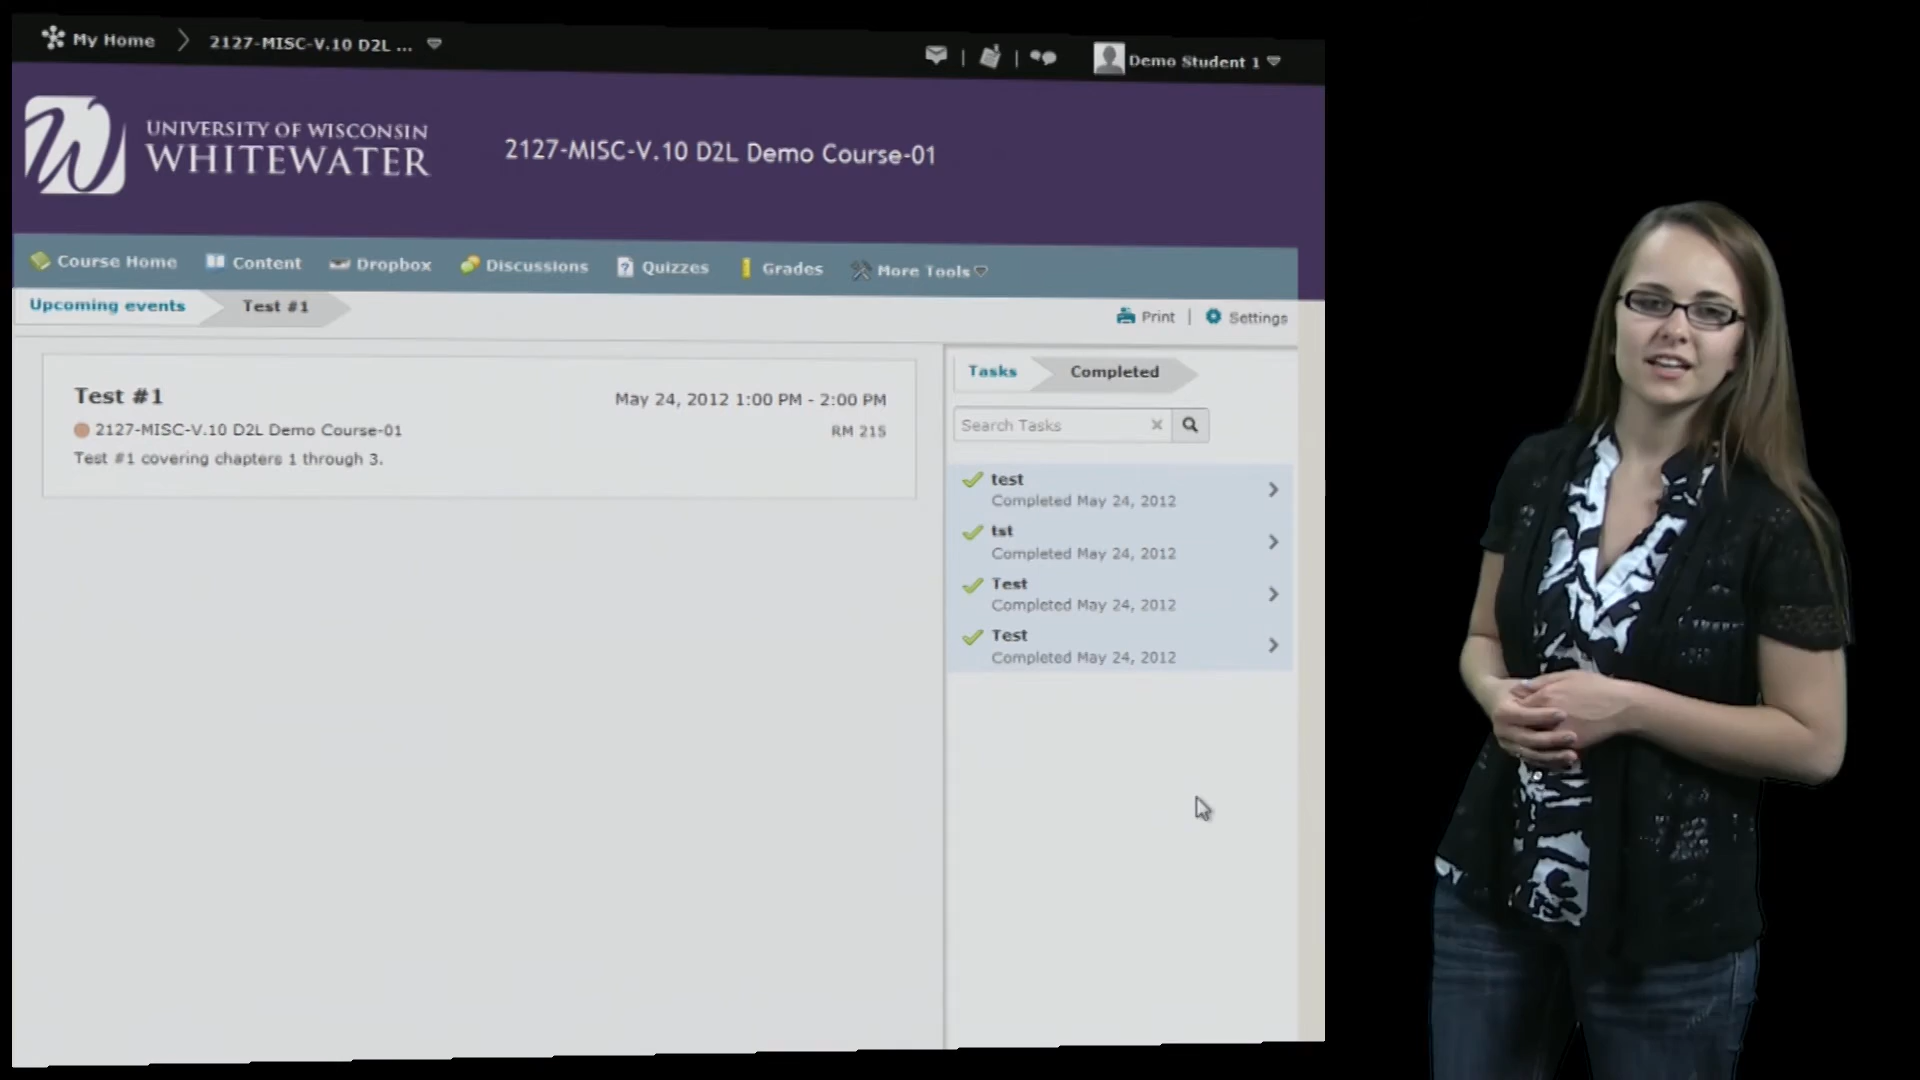 My Home
2127-MISC-V.10 D2L ...
Demo Student 1
UNIVERSITY OF WISCONSIN
WHITEWATER
2127-MISC-V.10 D2L Demo Course-01
Course Home
Content
Dropbox
Discussions
Quizzes
Grades
More Tools
Upcoming events
Test #1
Print | Settings
Test #1
May 24, 2012 1:00 PM - 2:00 PM
2127-MISC-V.10 D2L Demo Course-01
RM 215
Test #1 covering chapters 1 through 3.
Tasks
Completed
Search Tasks
test
Completed May 24, 2012
tst
Completed May 24, 2012
Test
Completed May 24, 2012
Test
Completed May 24, 2012